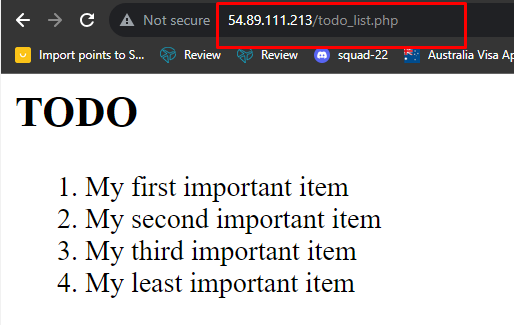 Not secure 54.89.111.213/todo_list.php
Import points to S... Review Review squad-22 Australia Visa Ap
TODO
1. My first important item
2. My second important item
3. My third important item
4. My least important item